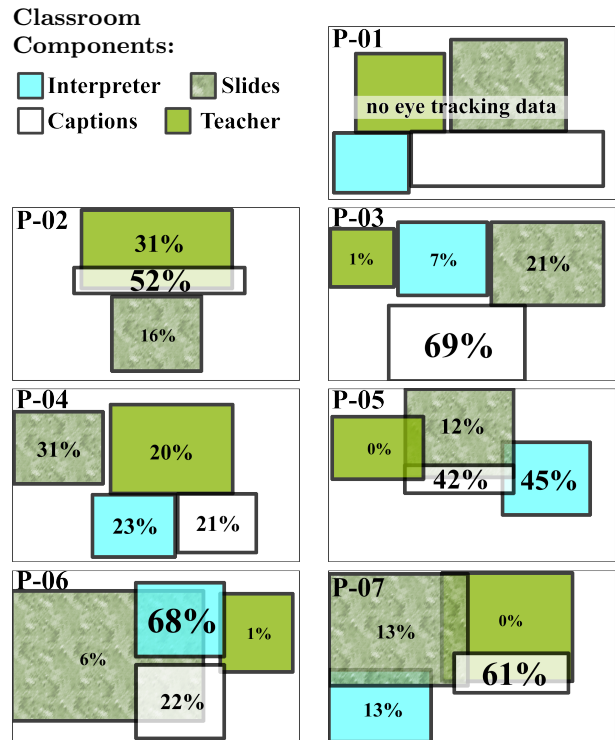 Classroom
Components:
Interpreter Slides
Captions Teacher
P-01
no eye tracking data
P-02
31%
52%
16%
P-03
1% 7% 21%
69%
P-04
31% 20%
23% 21%
P-05
12%
0%
42% 45%
P-06
68%
6% 1%
22%
P-07
13% 0%
61%
13%